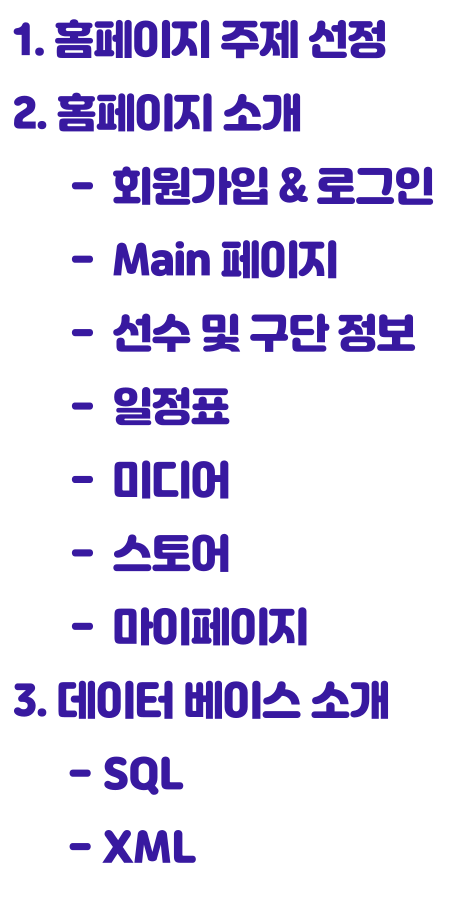 1. 홈페이지 주제 선정
2. 홈페이지 소개
- 회원가입 & 로그인
- Main 페이지
- 선수 및 구단 정보
- 일정표
- 미디어
- 스토어
- 마이페이지
3. 데이터 베이스 소개
- SQL
- XML